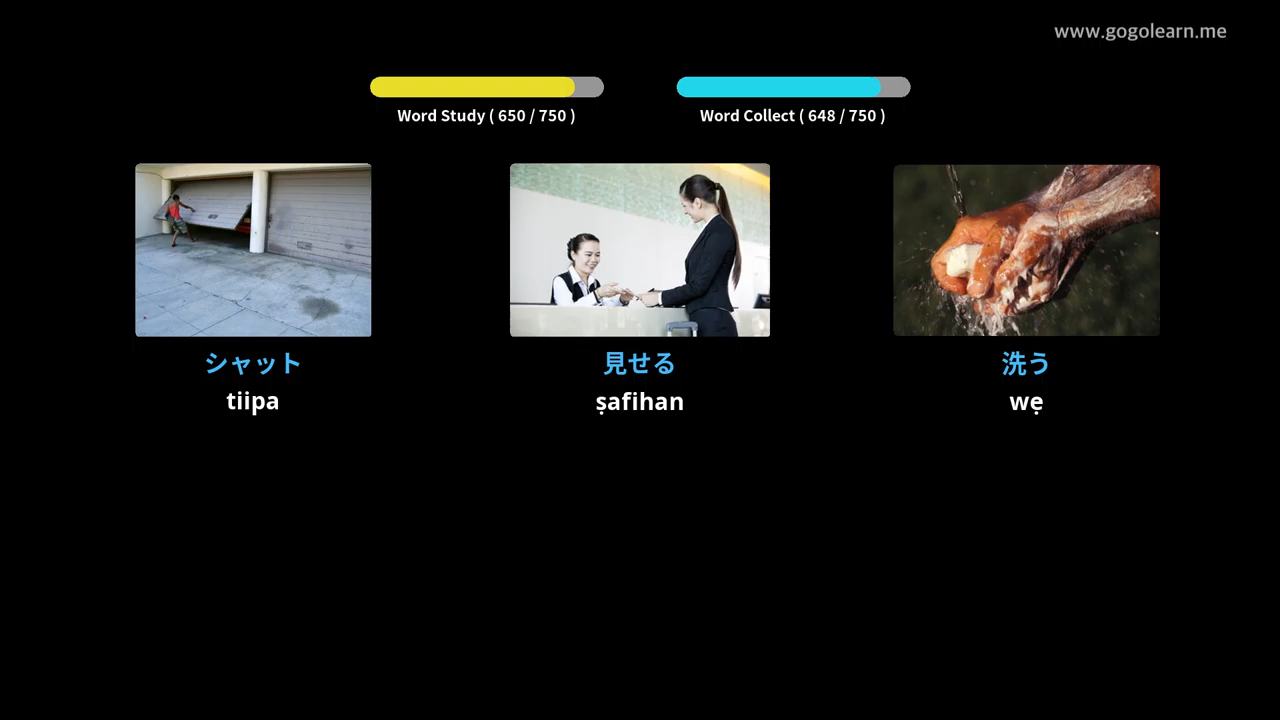 www.gogolearn.me
Word Study ( 650 / 750 )
Word Collect ( 648 / 750 )
シャット
見せる
洗う
tiipa
ṣafihan
wẹ